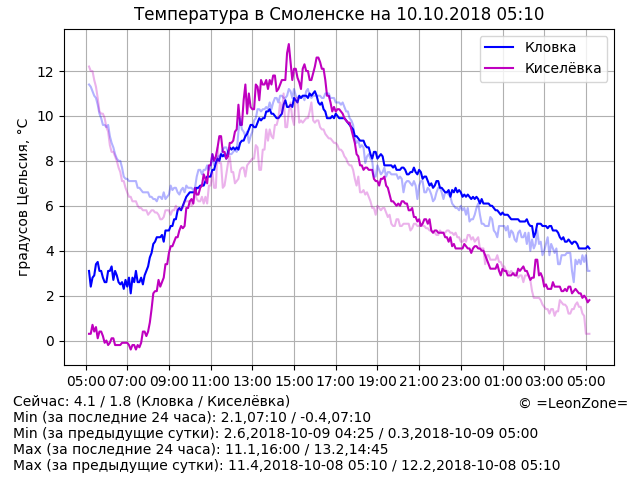 Температура в Смоленске на 10.10.2018 05:10
градусов Цельсия, °C
12
10
8
6
4
2
0
Кловка
Киселёвка
05:00 07:00 09:00 11:00 13:00 15:00 17:00 19:00 21:00 23:00 01:00 03:00 05:00
Сейчас: 4.1 / 1.8 (Кловка / Киселёвка)
© =LeonZone=
Min (за последние 24 часа): 2.1,07:10 / -0.4,07:10
Min (за предыдущие сутки): 2.6,2018-10-09 04:25 / 0.3,2018-10-09 05:00
Max (за последние 24 часа): 11.1,16:00 / 13.2,14:45
Max (за предыдущие сутки): 11.4,2018-10-08 05:10 / 12.2,2018-10-08 05:10